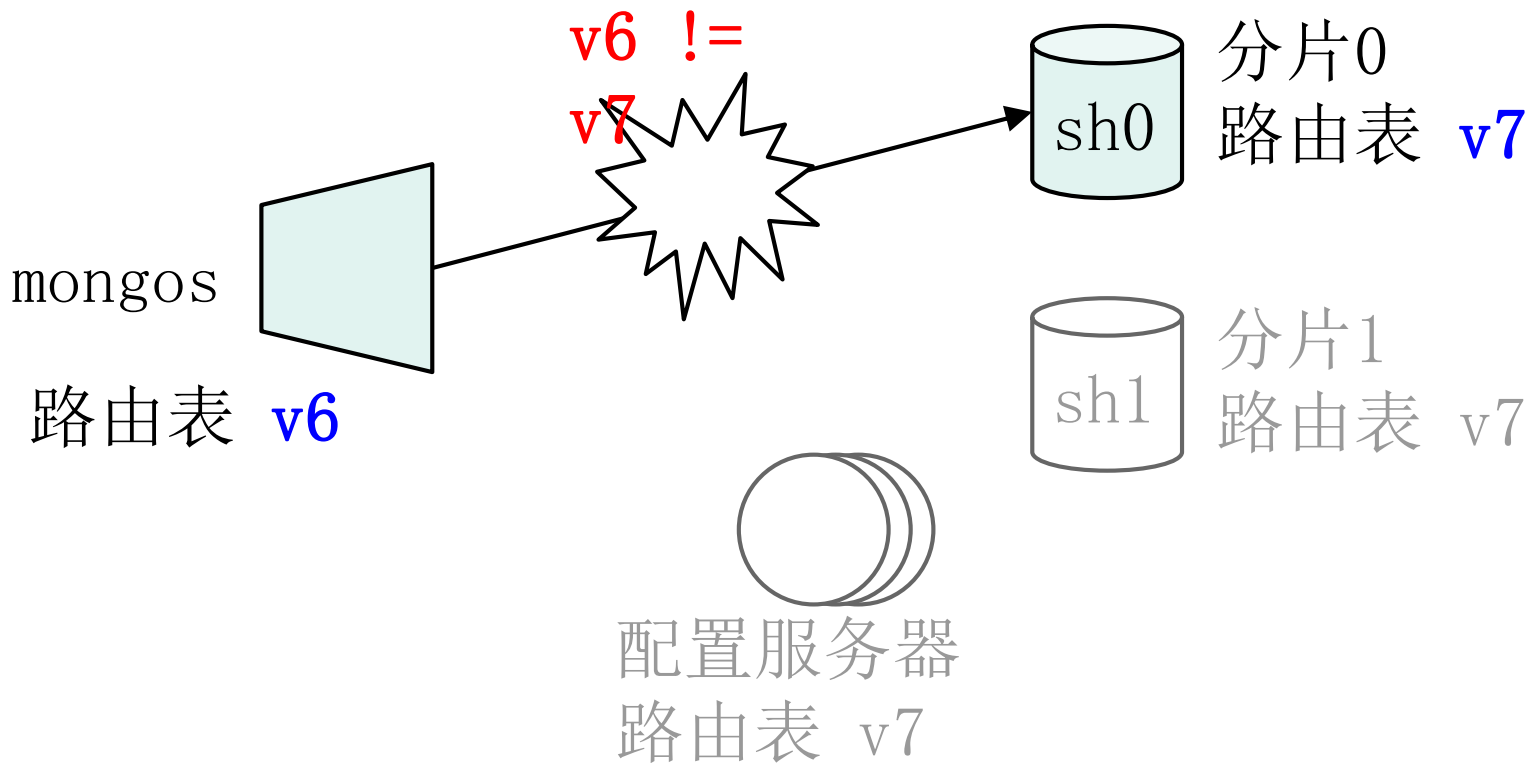 v6 !=
v7
sh0
分片0
路由表 v7
mongos
路由表 v6
sh1
分片1
路由表 v7
配置服务器
路由表 v7